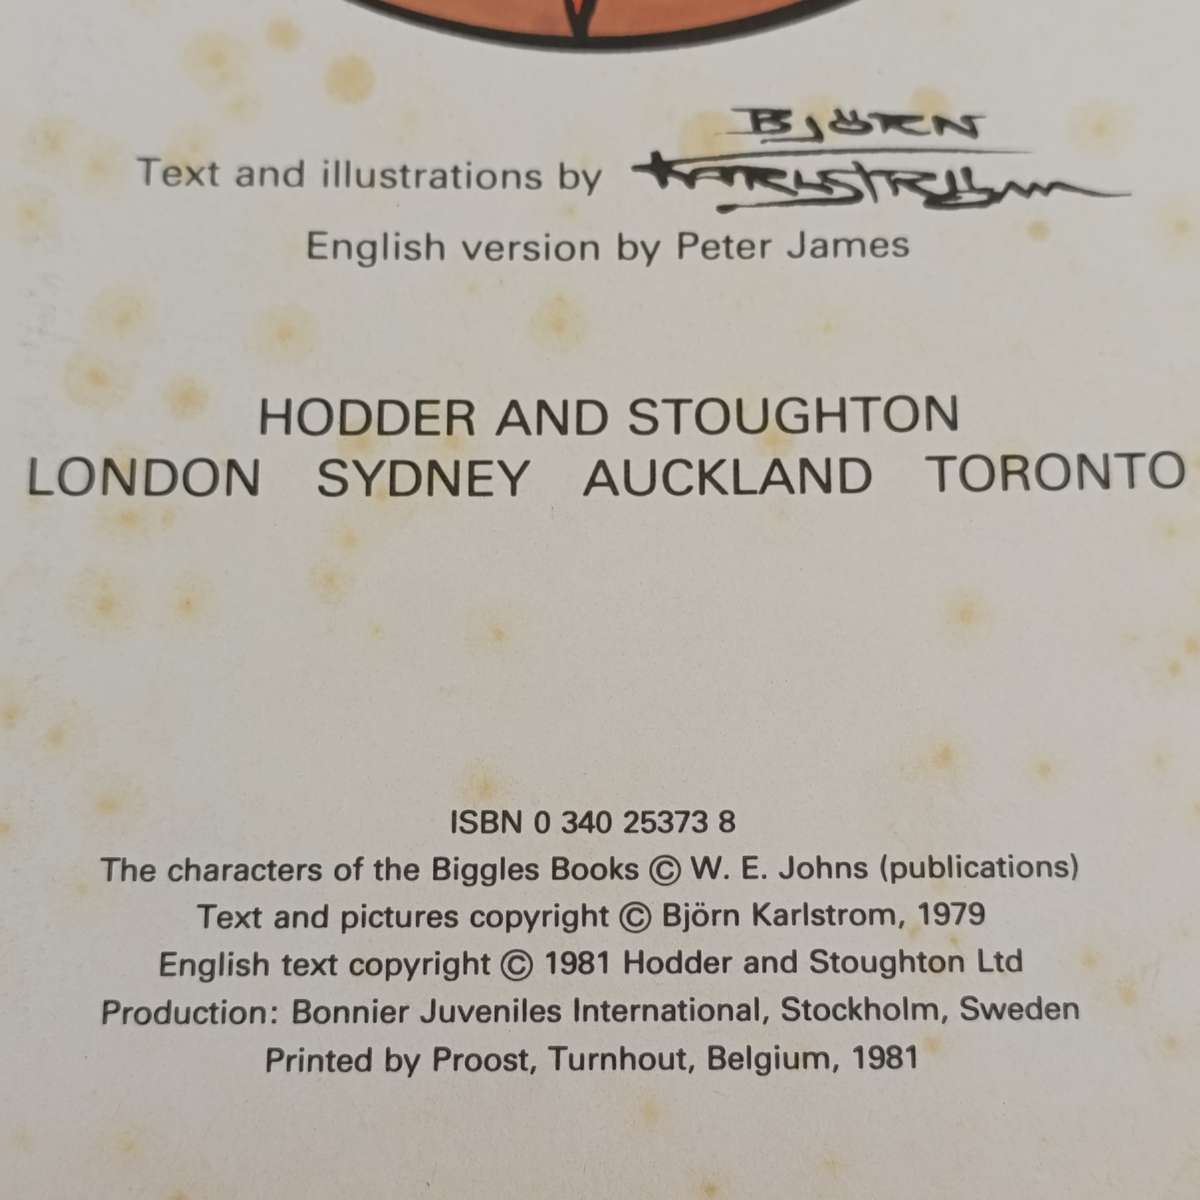 Text and illustrations by BJÖRN KARLSTRÖM
English version by Peter James
HODDER AND STOUGHTON
LONDON SYDNEY AUCKLAND TORONTO
ISBN 0 340 25373 8
The characters of the Biggles Books © W. E. Johns (publications)
Text and pictures copyright © Björn Karlstrom, 1979
English text copyright © 1981 Hodder and Stoughton Ltd
Production: Bonnier Juveniles International, Stockholm, Sweden
Printed by Proost, Turnhout, Belgium, 1981